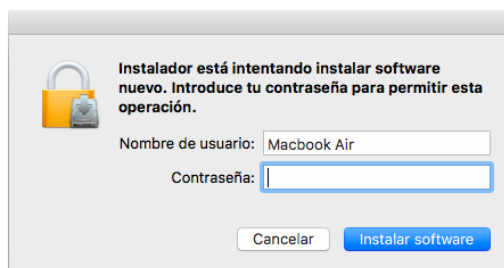 Instalador está intentando instalar software
nuevo. Introduce tu contraseña para permitir esta
operación.
Nombre de usuario: Macbook Air
Contraseña:
Cancelar Instalar software